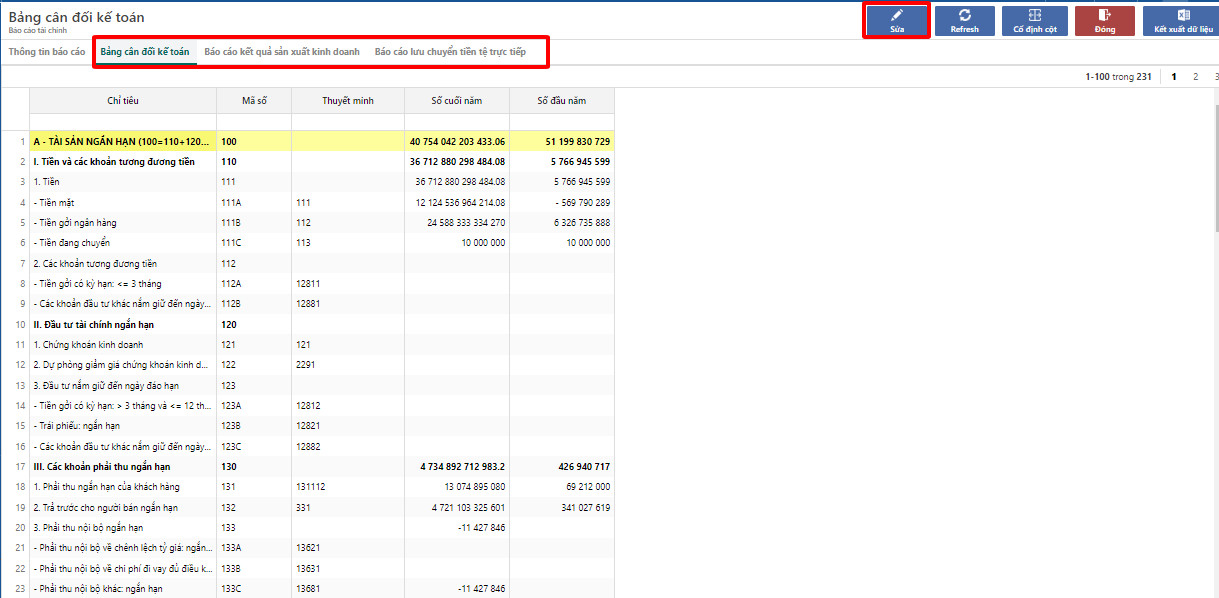 Bảng cân đối kế toán
Báo cáo tài chính
Sửa Refresh Cố định cột Đóng Kết xuất dữ liệu
Thông tin báo cáo Bảng cân đối kế toán Báo cáo kết quả sản xuất kinh doanh Báo cáo lưu chuyển tiền tệ trực tiếp
1-100 trong 231 1 2 3
Chỉ tiêu Mã số Thuyết minh Số cuối năm Số đầu năm
1 A - TÀI SẢN NGẮN HẠN (100=110+120... 100 40 754 042 203 433.06 51 199 830 729
2 I. Tiền và các khoản tương đương tiền 110 36 712 880 298 484.08 5 766 945 599
3 1. Tiền 111 36 712 880 298 484.08 5 766 945 599
4 - Tiền mặt 111A 111 12 124 536 964 214.08 - 569 790 289
5 - Tiền gởi ngân hàng 111B 112 24 588 333 334 270 6 326 735 888
6 - Tiền đang chuyển 111C 113 10 000 000 10 000 000
7 2. Các khoản tương đương tiền 112
8 - Tiền gởi có kỳ hạn: <= 3 tháng 112A 12811
9 - Các khoản đầu tư khác nắm giữ đến ngày... 112B 12881
10 II. Đầu tư tài chính ngắn hạn 120
11 1. Chứng khoán kinh doanh 121 121
12 2. Dự phòng giảm giá chứng khoán kinh d... 122 2291
13 3. Đầu tư nắm giữ đến ngày đáo hạn 123
14 - Tiền gởi có kỳ hạn: > 3 tháng và <= 12 th... 123A 12812
15 - Trái phiếu: ngắn hạn 123B 12821
16 - Các khoản đầu tư khác nắm giữ đến ngày... 123C 12882
17 III. Các khoản phải thu ngắn hạn 130 4 734 892 712 983.2 426 940 717
18 1. Phải thu ngắn hạn của khách hàng 131 131112 13 074 895 080 69 212 000
19 2. Trả trước cho người bán ngắn hạn 132 331 4 721 103 325 601 341 027 619
20 3. Phải thu nội bộ ngắn hạn 133 -11 427 846
21 - Phải thu nội bộ về chênh lệch tỷ giá: ngắn... 133A 13621
22 - Phải thu nội bộ về chi phí đi vay đủ điều k... 133B 13631
23 - Phải thu nội bộ khác: ngắn hạn 133C 13681 -11 427 846